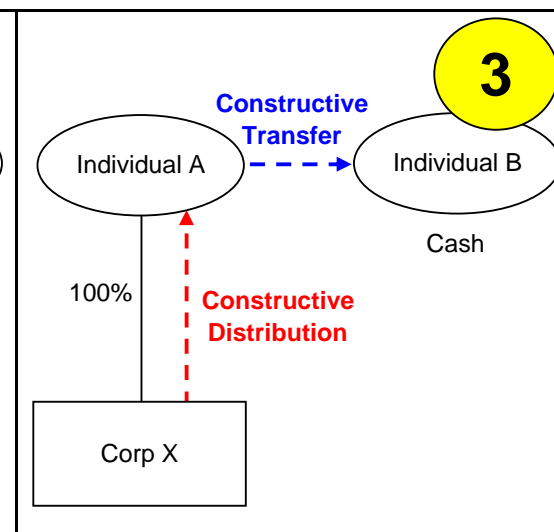 3
Constructive
Transfer
Individual A
Individual B
Cash
100%
Constructive
Distribution
Corp X